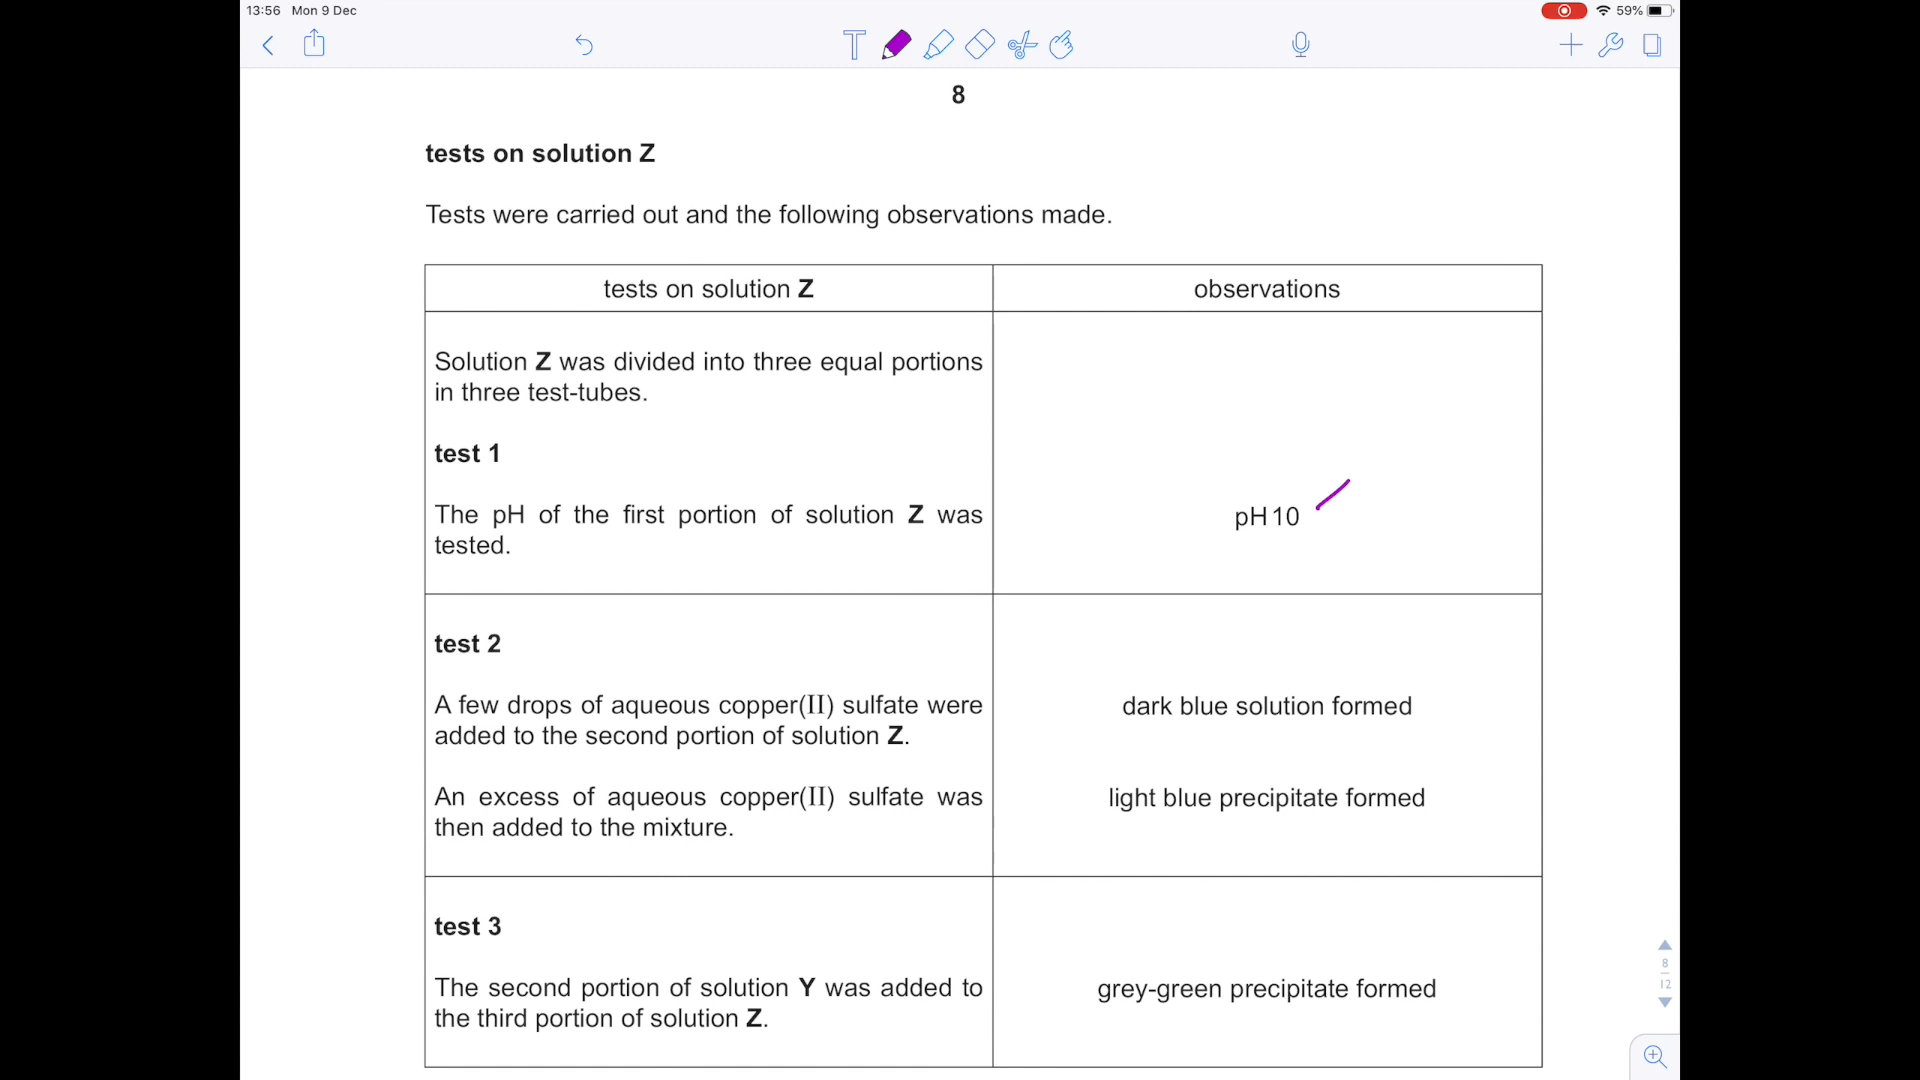 13:56 Mon 9 Dec
59%
8
tests on solution Z
Tests were carried out and the following observations made.
tests on solution Z
observations
Solution Z was divided into three equal portions
in three test-tubes.
test 1
The pH of the first portion of solution Z was
tested.
pH 10
test 2
A few drops of aqueous copper(II) sulfate were
added to the second portion of solution Z.
dark blue solution formed
An excess of aqueous copper(II) sulfate was
then added to the mixture.
light blue precipitate formed
test 3
The second portion of solution Y was added to
the third portion of solution Z.
grey-green precipitate formed
8
12